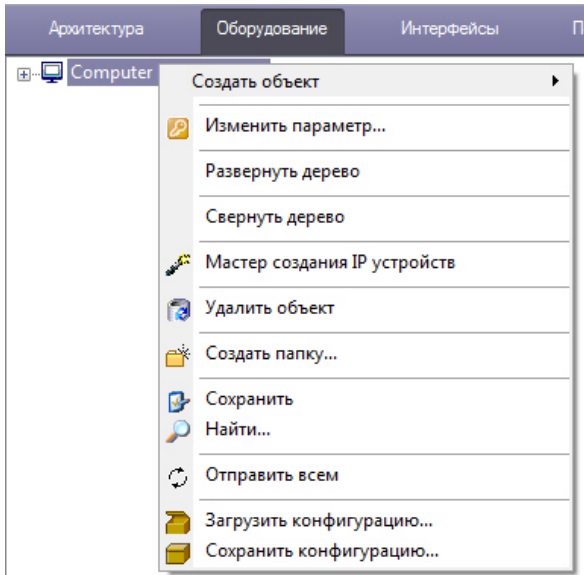 Архитектура Оборудование Интерфейсы П
Computer
Создать объект
Изменить параметр...
Развернуть дерево
Свернуть дерево
Мастер создания IP устройств
Удалить объект
Создать папку...
Сохранить
Найти...
Отправить всем
Загрузить конфигурацию...
Сохранить конфигурацию...